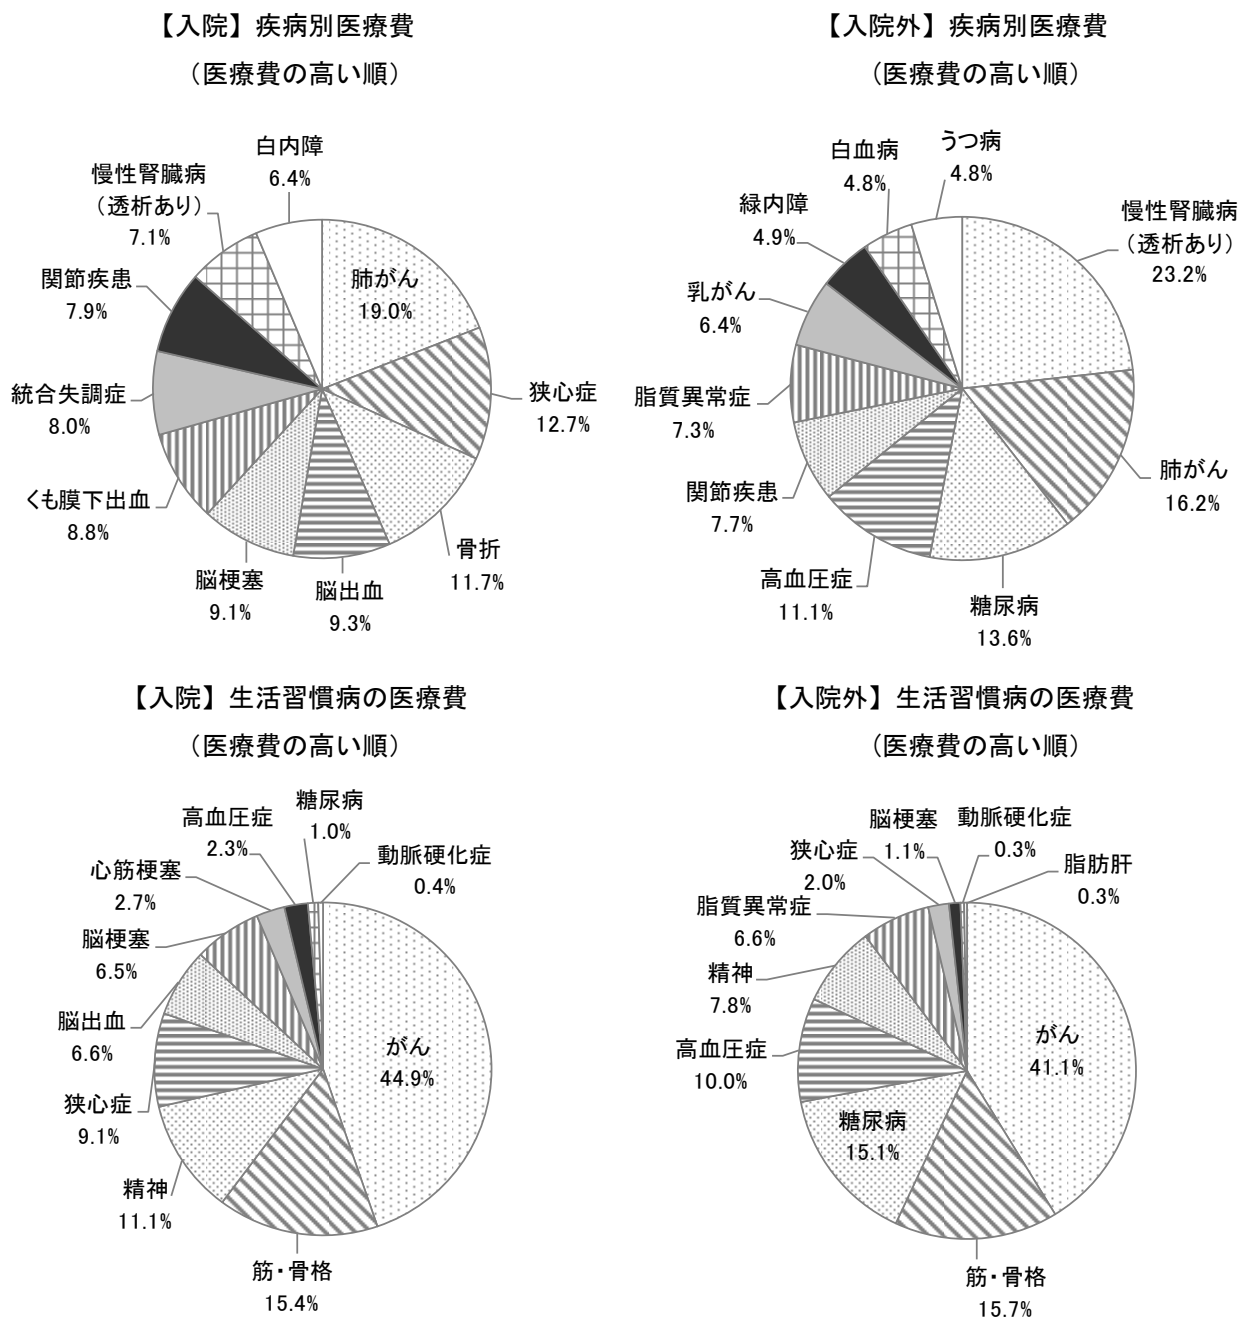 【入院】疾病別医療費
（医療費の高い順）
白内障
6.4%
慢性腎臓病
（透析あり）
7.1%
関節疾患
7.9%
統合失調症
8.0%
くも膜下出血
8.8%
脳梗塞
9.1%
脳出血
9.3%
骨折
11.7%
狭心症
12.7%
肺がん
19.0%
【入院外】疾病別医療費
（医療費の高い順）
うつ病
4.8%
白血病
4.8%
緑内障
4.9%
乳がん
6.4%
脂質異常症
7.3%
関節疾患
7.7%
高血圧症
11.1%
糖尿病
13.6%
肺がん
16.2%
慢性腎臓病
（透析あり）
23.2%
【入院】生活習慣病の医療費
（医療費の高い順）
糖尿病
1.0%
高血圧症
2.3%
動脈硬化症
0.4%
心筋梗塞
2.7%
脳梗塞
6.5%
脳出血
6.6%
狭心症
9.1%
精神
11.1%
筋・骨格
15.4%
がん
44.9%
【入院外】生活習慣病の医療費
（医療費の高い順）
脳梗塞
1.1%
動脈硬化症
0.3%
脂肪肝
0.3%
狭心症
2.0%
脂質異常症
6.6%
精神
7.8%
高血圧症
10.0%
糖尿病
15.1%
筋・骨格
15.7%
がん
41.1%